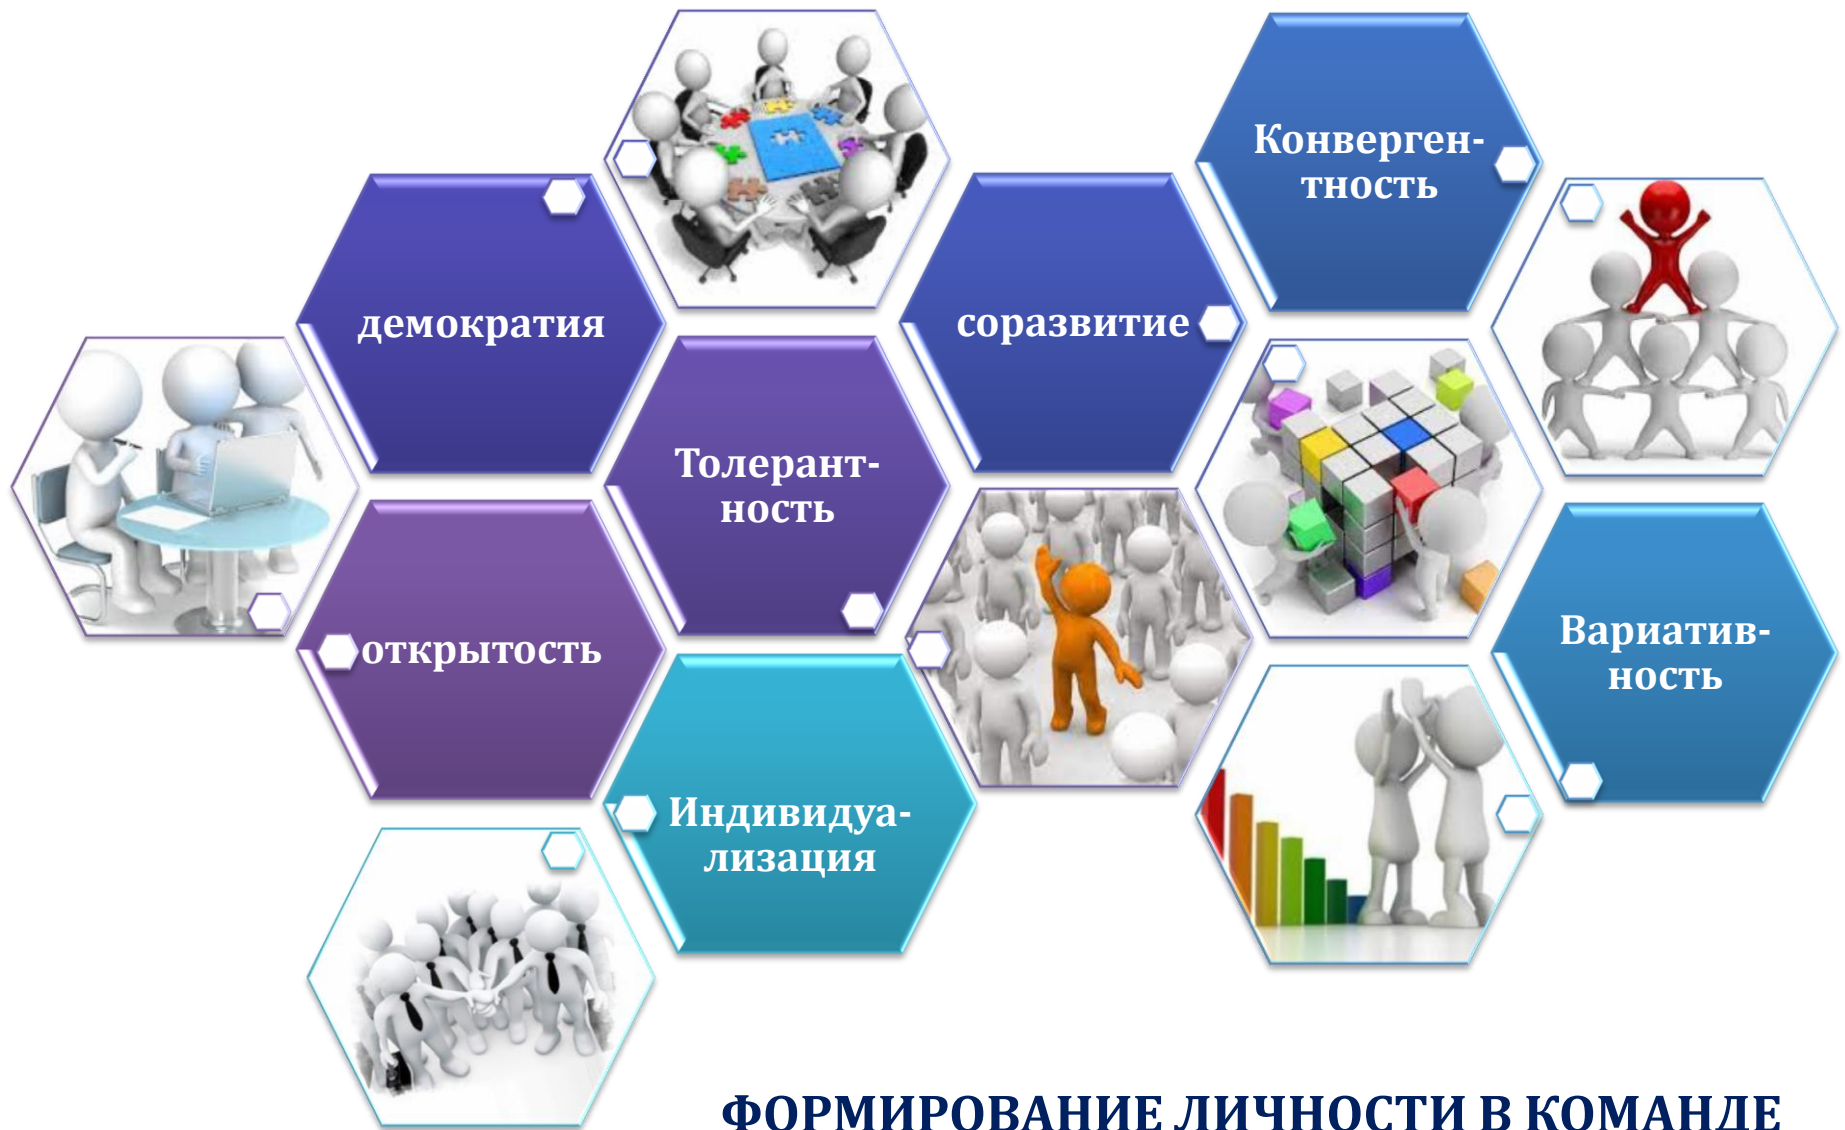 Конверген-
тность
демократия
соразвитие
Толерант-
ность
открытость
Вариатив-
ность
Индивидуа-
лизация
ФОРМИРОВАНИЕ ЛИЧНОСТИ В КОМАНДЕ